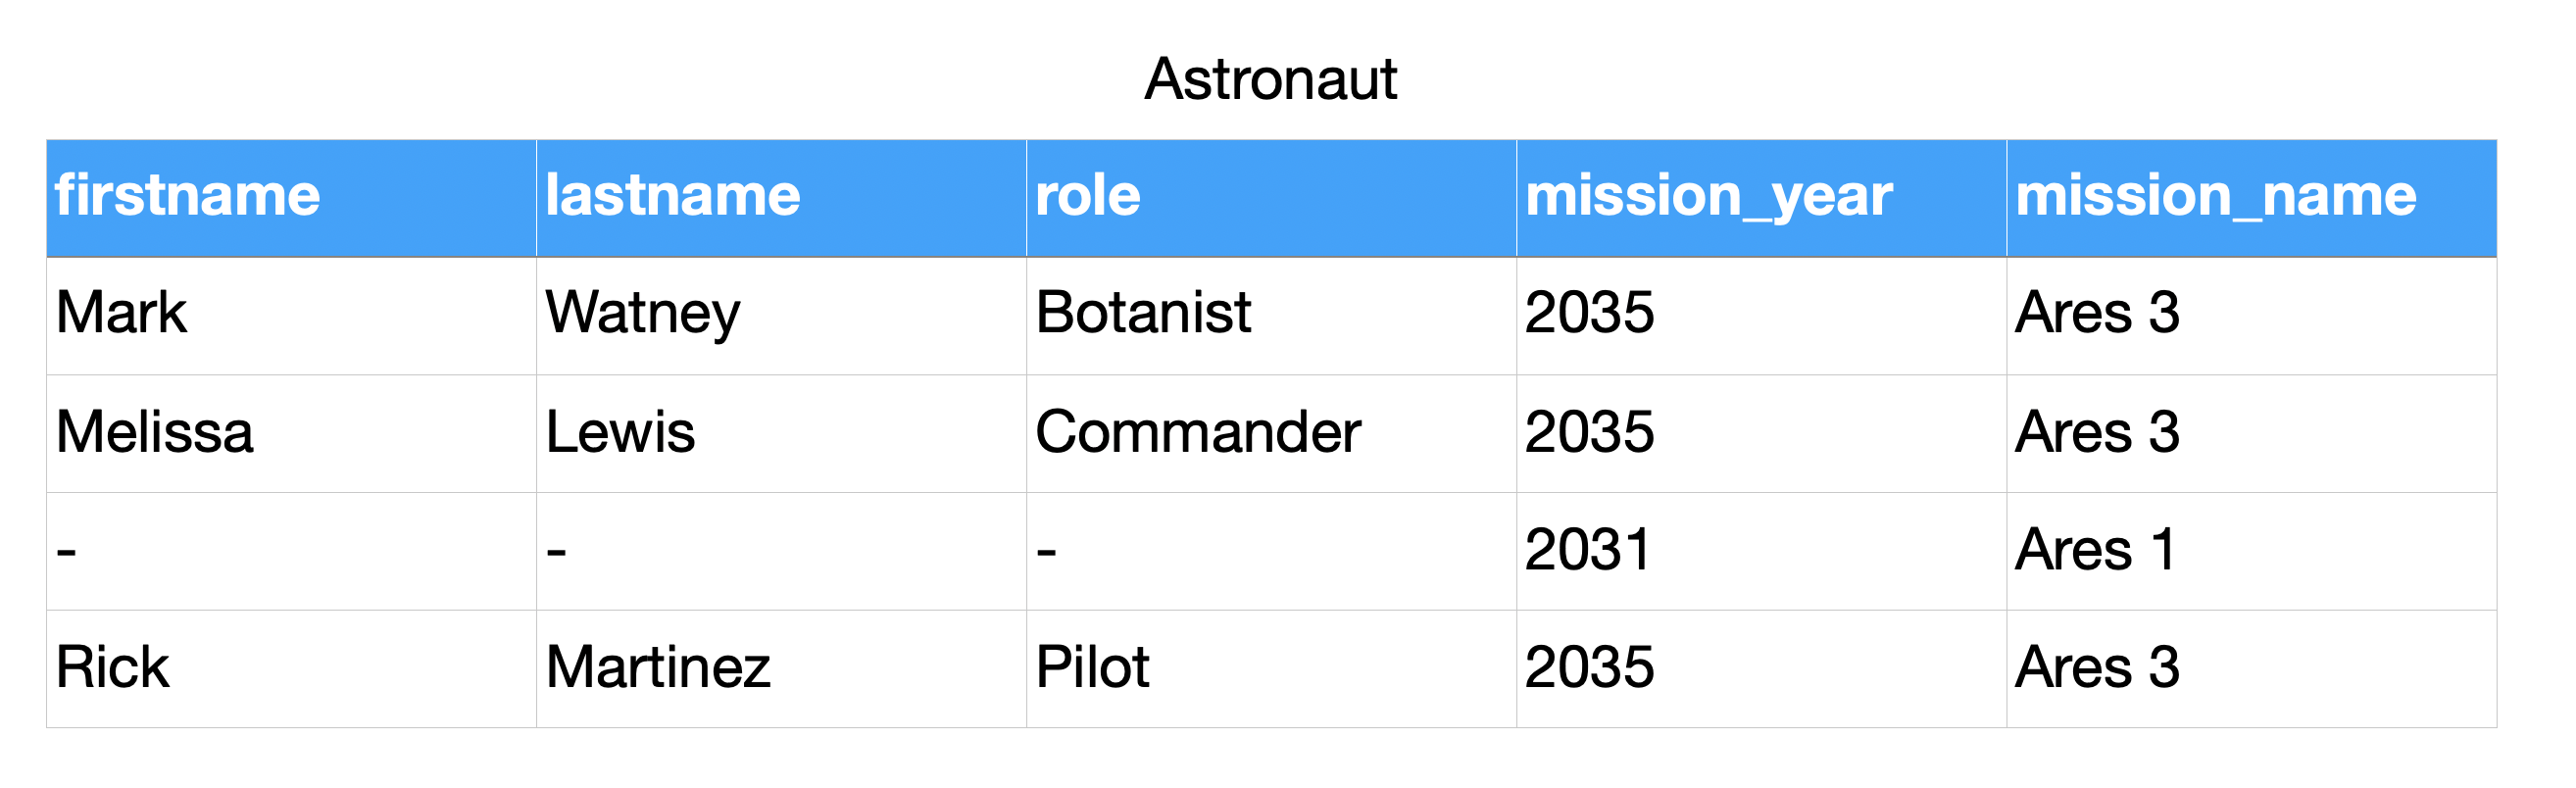 Astronaut
firstname lastname role mission_year mission_name
Mark Watney Botanist 2035 Ares 3
Melissa Lewis Commander 2035 Ares 3
- - - 2031 Ares 1
Rick Martinez Pilot 2035 Ares 3